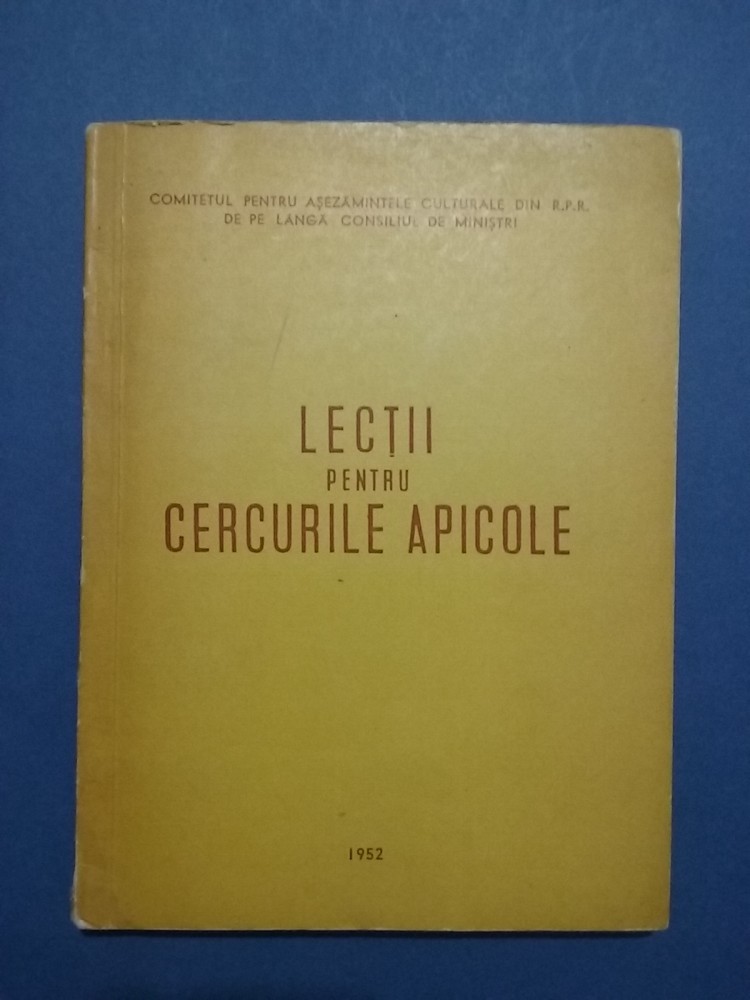 COMITETUL PENTRU AȘEZĂMINTELE CULTURALE DIN R.P.R.
DE PE LÂNGĂ CONSILIUL DE MINIȘTRI
LECȚII
PENTRU
CERCURILE APICOLE
1952